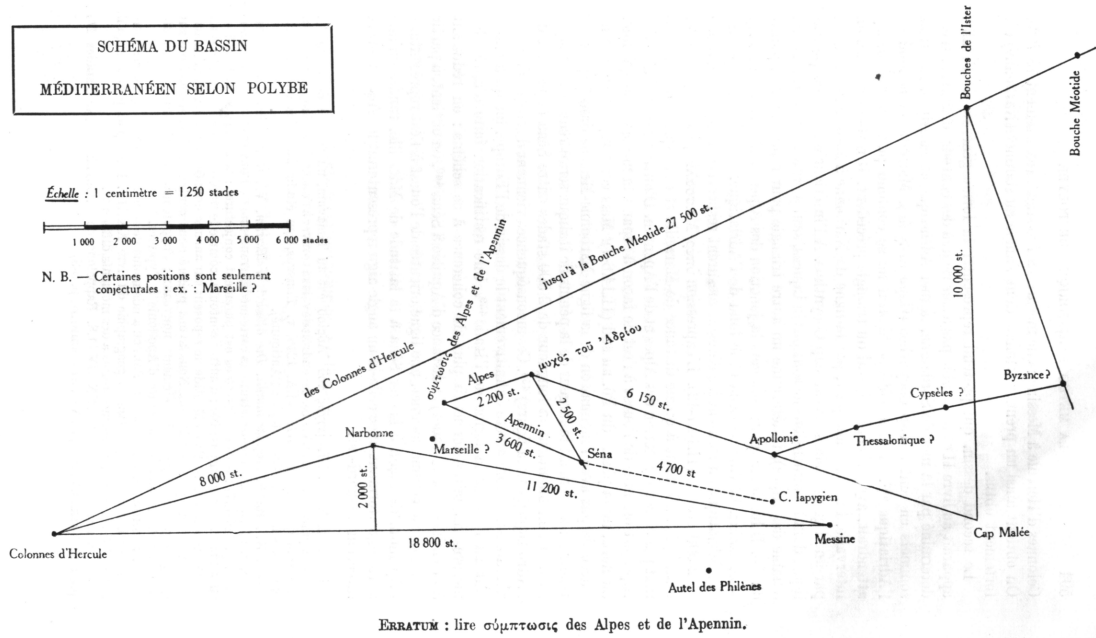 SCHÉMA DU BASSIN
MÉDITERRANÉEN SELON POLYBE
Échelle : 1 centimètre = 1 250 stades
1 000 2 000 3 000 4 000 5 000 6 000 stades
N. B. — Certaines positions sont seulement
conjecturales : ex. : Marseille ?
Bouches de l'Ister
Bouche Méotide
des Colonnes d'Hercule
jusqu'à la Bouche Méotide 27 500 st.
σύμτωσις des Alpes et de l'Apennin
10 000 st.
μυχὸς τοῦ Ἀδρίου
Alpes
2 200 st.
2 500 st.
6 150 st.
Byzance ?
Cypsèles ?
Apennin
3 600 st.
Narbonne
Marseille ?
Séna
Apollonie
Thessalonique ?
4 700 st.
8 000 st.
2 000 st.
11 200 st.
C. Iapygien
Colonnes d'Hercule
18 800 st.
Messine
Cap Malée
Autel des Philènes
ERRATUM : lire σύμπτωσις des Alpes et de l'Apennin.